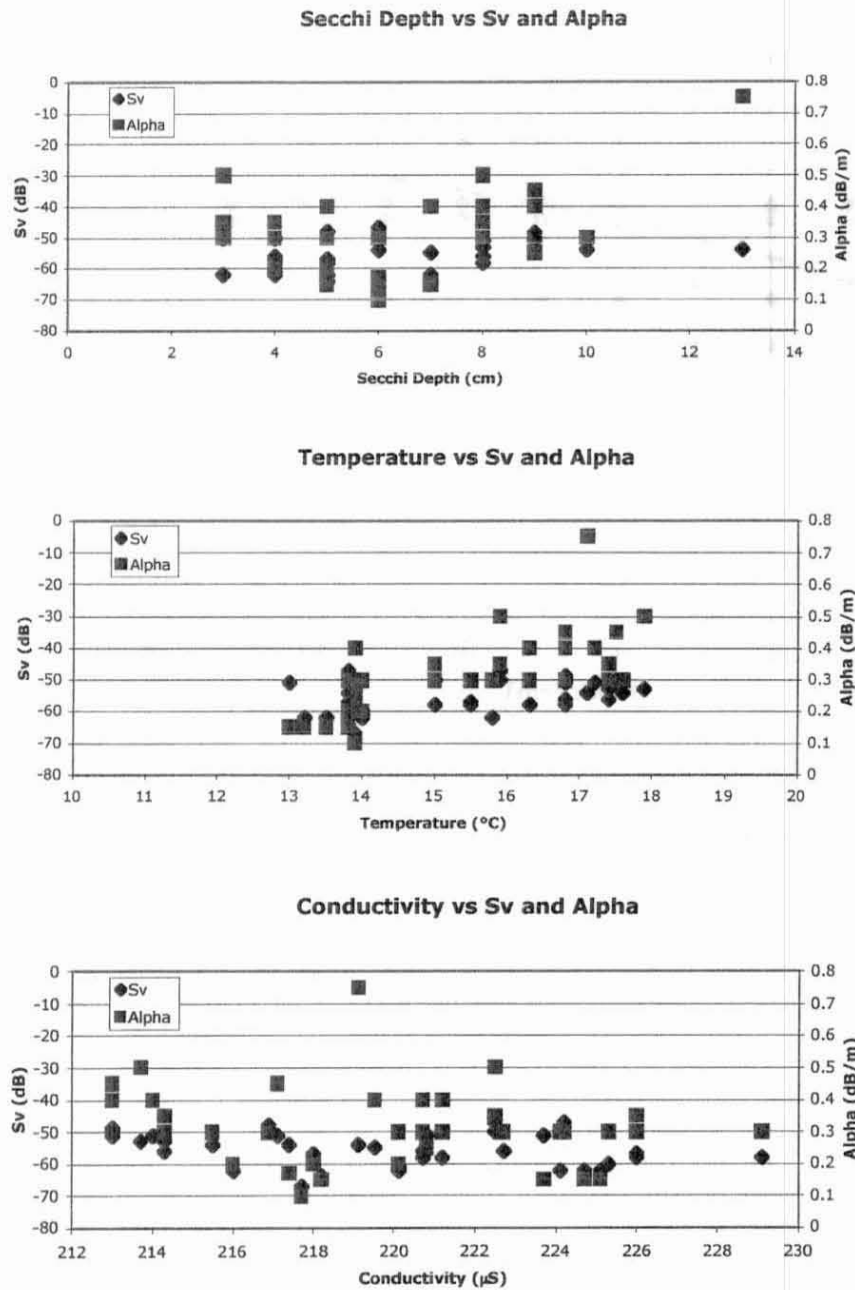 Secchi Depth vs Sv and Alpha
0
-10
-20
-30
-40
-50
-60
-70
-80
Sv (dB)
Sv
Alpha
0.8
0.7
0.6
0.5
0.4
0.3
0.2
0.1
0
Alpha (dB/m)
0 2 4 6 8 10 12 14
Secchi Depth (cm)
Temperature vs Sv and Alpha
0
-10
-20
-30
-40
-50
-60
-70
-80
Sv (dB)
Sv
Alpha
0.8
0.7
0.6
0.5
0.4
0.3
0.2
0.1
0
Alpha (dB/m)
10 11 12 13 14 15 16 17 18 19 20
Temperature (°C)
Conductivity vs Sv and Alpha
0
-10
-20
-30
-40
-50
-60
-70
-80
Sv (dB)
Sv
Alpha
0.8
0.7
0.6
0.5
0.4
0.3
0.2
0.1
0
Alpha (dB/m)
212 214 216 218 220 222 224 226 228 230
Conductivity (µS)